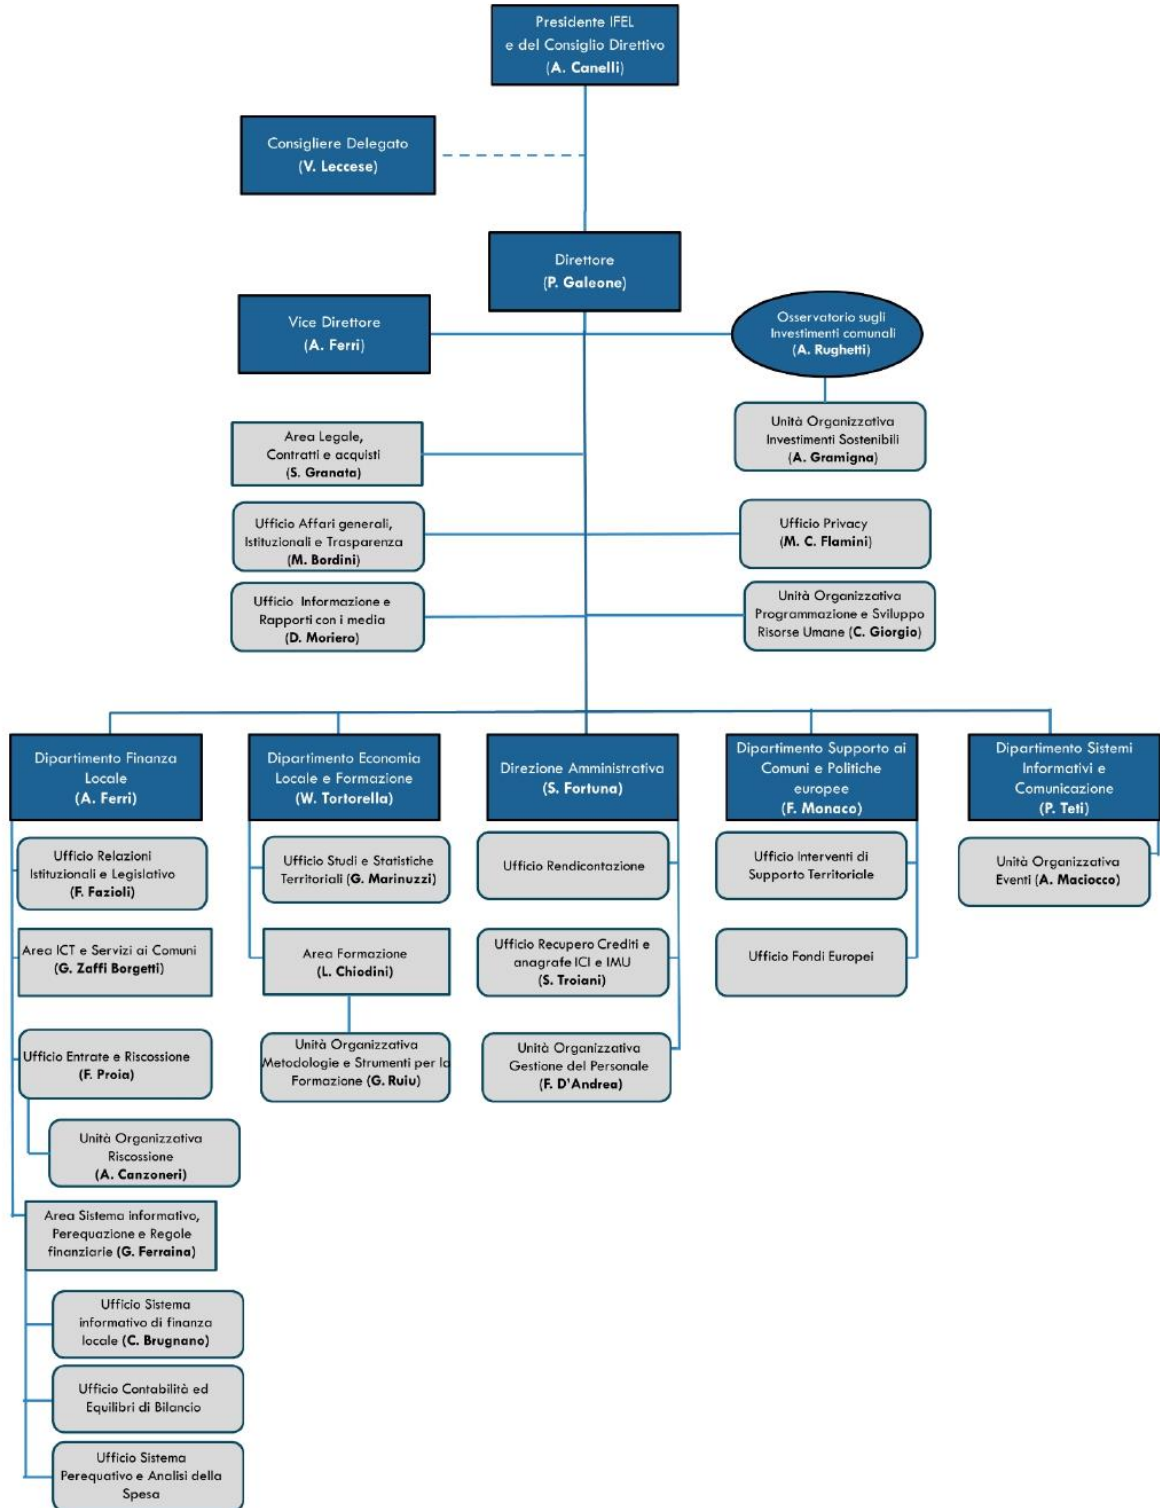 Presidente IFEL
e del Consiglio Direttivo
(A. Canelli)
Consigliere Delegato
(V. Leccese)
Direttore
(P. Galeone)
Vice Direttore
(A. Ferri)
Osservatorio sugli
Investimenti comunali
(A. Rughetti)
Area Legale,
Contratti e acquisti
(S. Granata)
Unità Organizzativa
Investimenti Sostenibili
(A. Gramigna)
Ufficio Affari generali,
Istituzionali e Trasparenza
(M. Bordini)
Ufficio Privacy
(M. C. Flamini)
Ufficio Informazione e
Rapporti con i media
(D. Moriero)
Unità Organizzativa
Programmazione e Sviluppo
Risorse Umane (C. Giorgio)
Dipartimento Finanza
Locale
(A. Ferri)
Ufficio Relazioni
Istituzionali e Legislativo
(F. Fazioli)
Area ICT e Servizi ai Comuni
(G. Zaffi Borgetti)
Ufficio Entrate e Riscossione
(F. Proia)
Unità Organizzativa
Riscossione
(A. Canzoneri)
Area Sistema informativo,
Perequazione e Regole
finanziarie (G. Ferraina)
Ufficio Sistema
informativo di finanza
locale (C. Brugnano)
Ufficio Contabilità ed
Equilibri di Bilancio
Ufficio Sistema
Perequativo e Analisi della
Spesa
Dipartimento Economia
Locale e Formazione
(W. Tortorella)
Ufficio Studi e Statistiche
Territoriali (G. Marinuzzi)
Area Formazione
(L. Chiodini)
Unità Organizzativa
Metodologie e Strumenti per la
Formazione (G. Ruiu)
Direzione Amministrativa
(S. Fortuna)
Ufficio Rendicontazione
Ufficio Recupero Crediti e
anagrafe ICI e IMU
(S. Troiani)
Unità Organizzativa
Gestione del Personale
(F. D'Andrea)
Dipartimento Supporto ai
Comuni e Politiche
europee
(F. Monaco)
Ufficio Interventi di
Supporto Territoriale
Ufficio Fondi Europei
Dipartimento Sistemi
Informativi e
Comunicazione
(P. Teti)
Unità Organizzativa
Eventi (A. Maciocco)